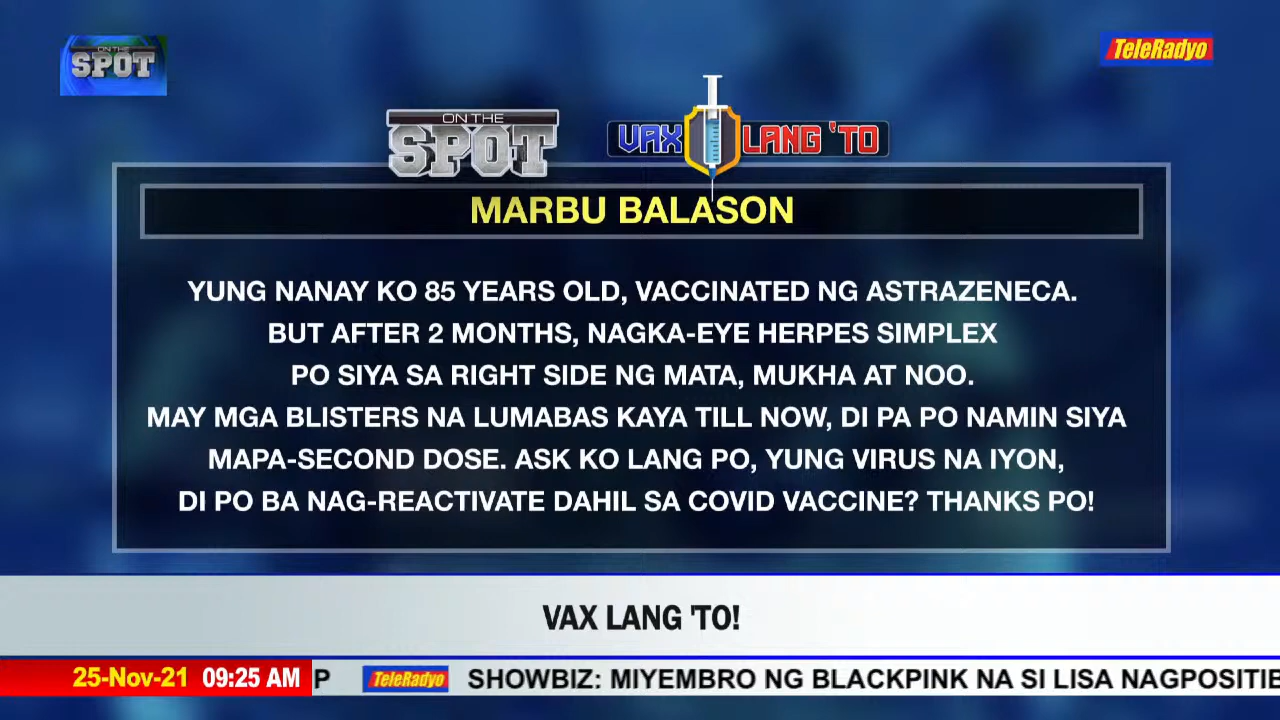 ON THE
SPOT
TeleRadyo
ON THE
SPOT
VAX LANG 'TO
MARBU BALASON
YUNG NANAY KO 85 YEARS OLD, VACCINATED NG ASTRAZENECA.
BUT AFTER 2 MONTHS, NAGKA-EYE HERPES SIMPLEX
PO SIYA SA RIGHT SIDE NG MATA, MUKHA AT NOO.
MAY MGA BLISTERS NA LUMABAS KAYA TILL NOW, DI PA PO NAMIN SIYA
MAPA-SECOND DOSE. ASK KO LANG PO, YUNG VIRUS NA IYON,
DI PO BA NAG-REACTIVATE DAHIL SA COVID VACCINE? THANKS PO!
VAX LANG 'TO!
25-Nov-21 09:25 AM P TeleRadyo SHOWBIZ: MIYEMBRO NG BLACKPINK NA SI LISA NAGPOSITIB